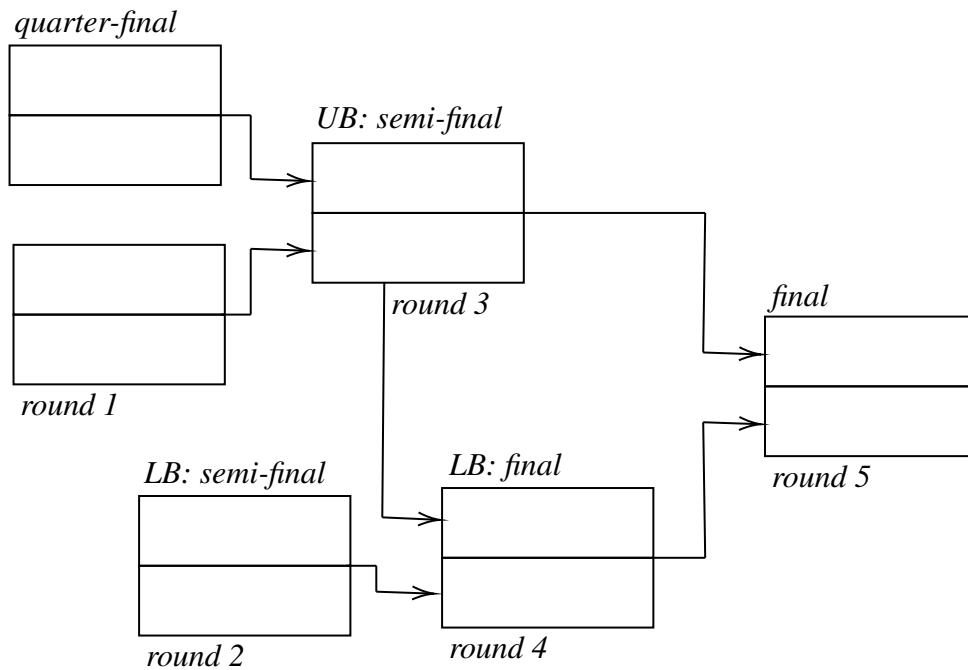 quarter-final
UB: semi-final
round 3
final
round 1
LB: semi-final
LB: final
round 5
round 2
round 4